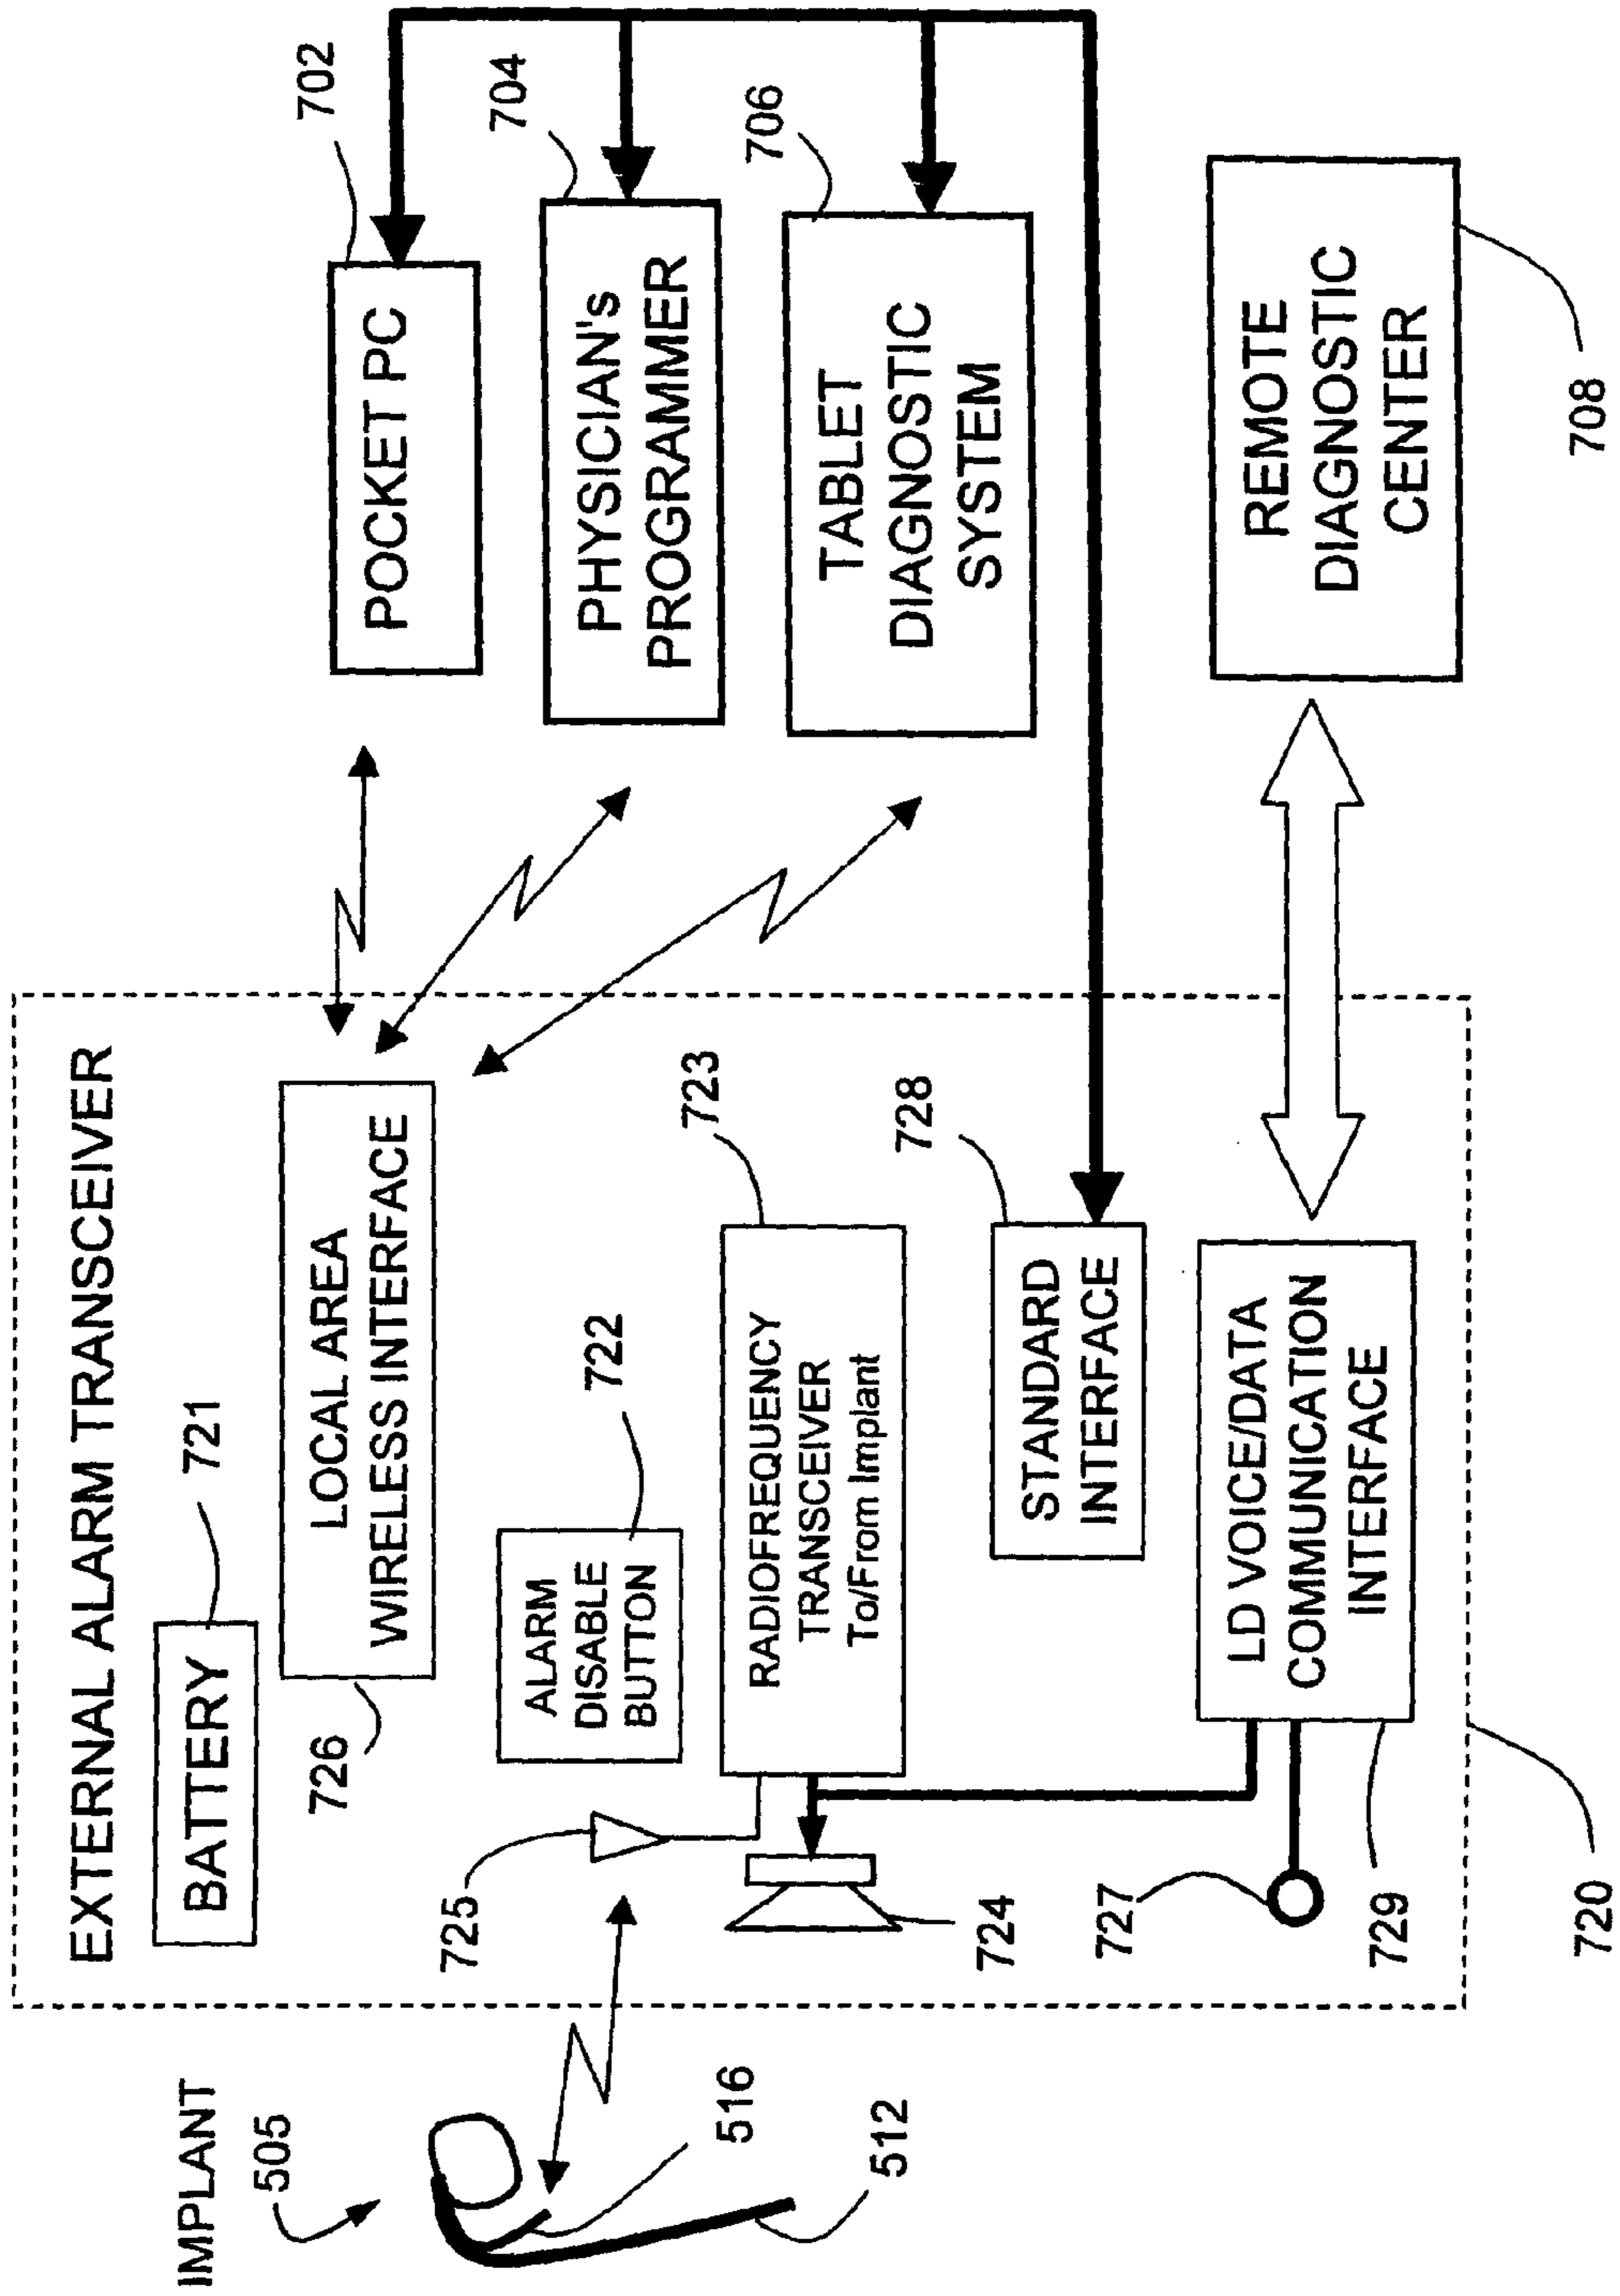 IMPLANT
505
516
512
EXTERNAL ALARM TRANSCEIVER
BATTERY
721
LOCAL AREA
WIRELESS INTERFACE
726
ALARM
DISABLE
BUTTON
722
725
RADIOFREQUENCY
TRANSCEIVER
To/From Implant
723
724
STANDARD
INTERFACE
728
727
LD VOICE/DATA
COMMUNICATION
INTERFACE
729
720
POCKET PC
702
PHYSICIAN's
PROGRAMMER
704
TABLET
DIAGNOSTIC
SYSTEM
706
REMOTE
DIAGNOSTIC
CENTER
708